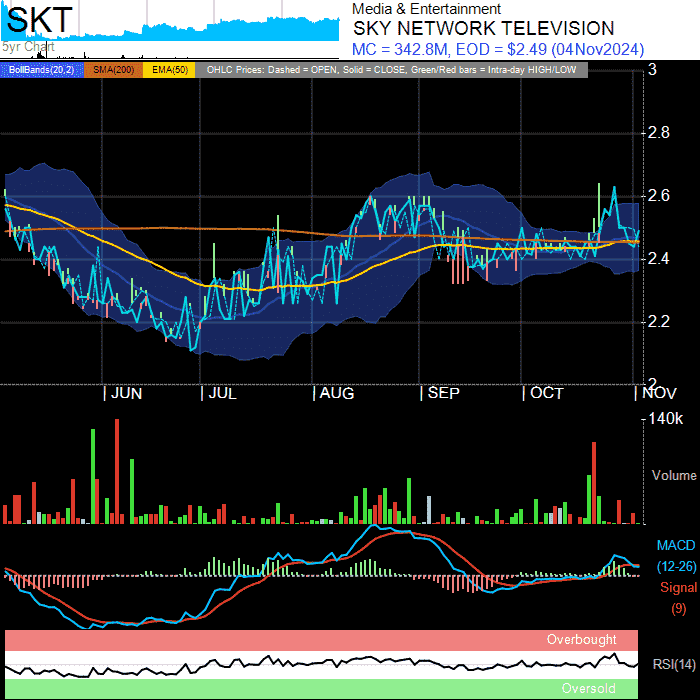 SKT
5yr Chart
Media & Entertainment
SKY NETWORK TELEVISION
MC = 342.8M, EOD = $2.49 (04Nov2024)
BollBands(20,2) SMA(200) EMA(50) OHLC Prices: Dashed = OPEN, Solid = CLOSE, Green/Red bars = Intra-day HIGH/LOW
3
2.8
2.6
2.4
2.2
2
JUN JUL AUG SEP OCT NOV
140k
Volume
MACD
(12-26)
Signal
(9)
Overbought
RSI(14)
Oversold